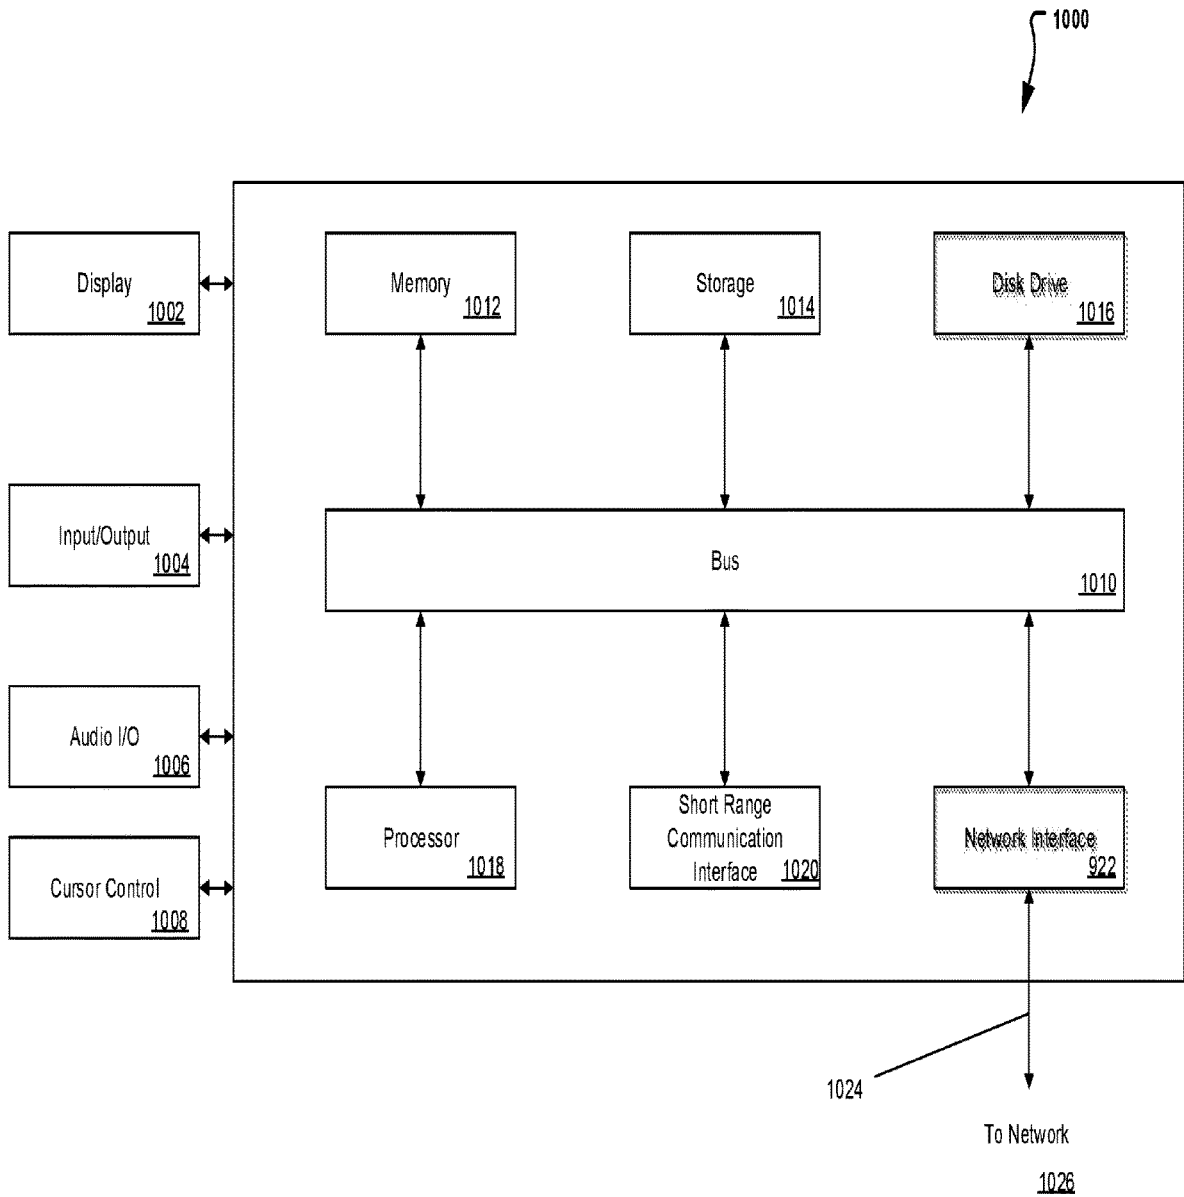 1000
Display
1002
Memory
1012
Storage
1014
Disk Drive
1016
Input/Output
1004
Bus
1010
Audio I/O
1006
Processor
1018
Short Range
Communication
Interface
1020
Network Interface
922
Cursor Control
1008
1024
To Network
1026